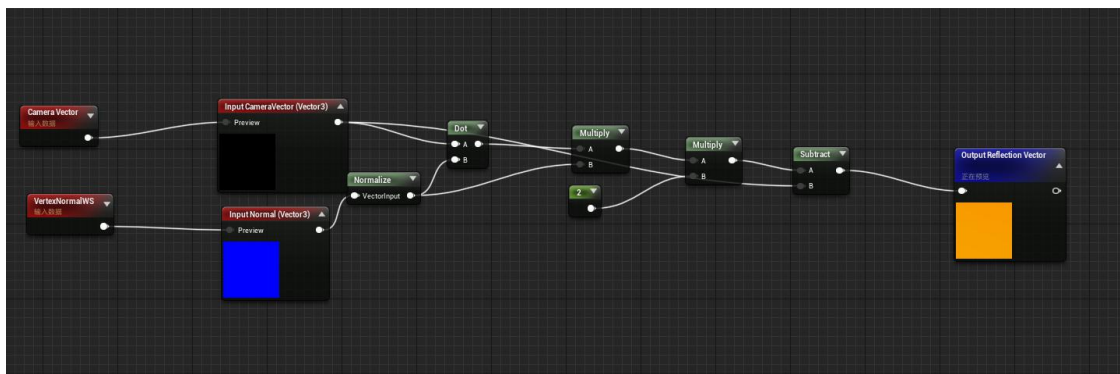 Camera Vector
输入数据
Input CameraVector (Vector3)
Preview
VertexNormalWS
输入数据
Input Normal (Vector3)
Preview
Normalize
VectorInput
Dot
A
B
Multiply
A
B
2
Multiply
A
B
Subtract
A
B
Output Reflection Vector
正在预览